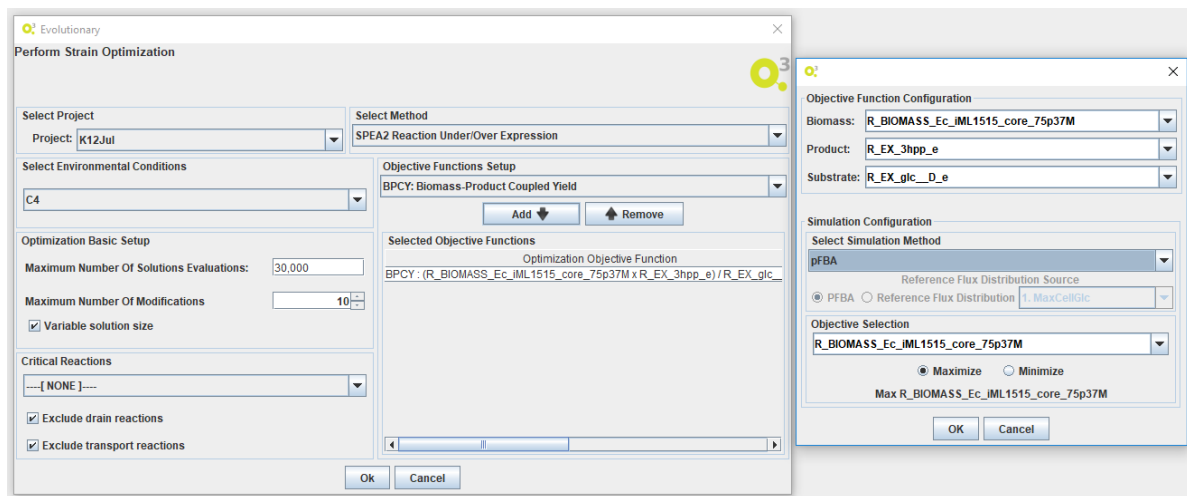 Evolutionary
Perform Strain Optimization
Select Project
Project: K12Jul
Select Method
SPEA2 Reaction Under/Over Expression
Select Environmental Conditions
C4
Objective Functions Setup
BPCY: Biomass-Product Coupled Yield
Add Remove
Optimization Basic Setup
Maximum Number Of Solutions Evaluations: 30,000
Maximum Number Of Modifications 10
Variable solution size
Selected Objective Functions
Optimization Objective Function
BPCY : (R_BIOMASS_Ec_iML1515_core_75p37M x R_EX_3hpp_e) / R_EX_glc__
Critical Reactions
----[ NONE ]----
Exclude drain reactions
Exclude transport reactions
Ok Cancel
Objective Function Configuration
Biomass: R_BIOMASS_Ec_iML1515_core_75p37M
Product: R_EX_3hpp_e
Substrate: R_EX_glc__D_e
Simulation Configuration
Select Simulation Method
pFBA
Reference Flux Distribution Source
PFBA Reference Flux Distribution 1. MaxCellGlc
Objective Selection
R_BIOMASS_Ec_iML1515_core_75p37M
Maximize Minimize
Max R_BIOMASS_Ec_iML1515_core_75p37M
OK Cancel